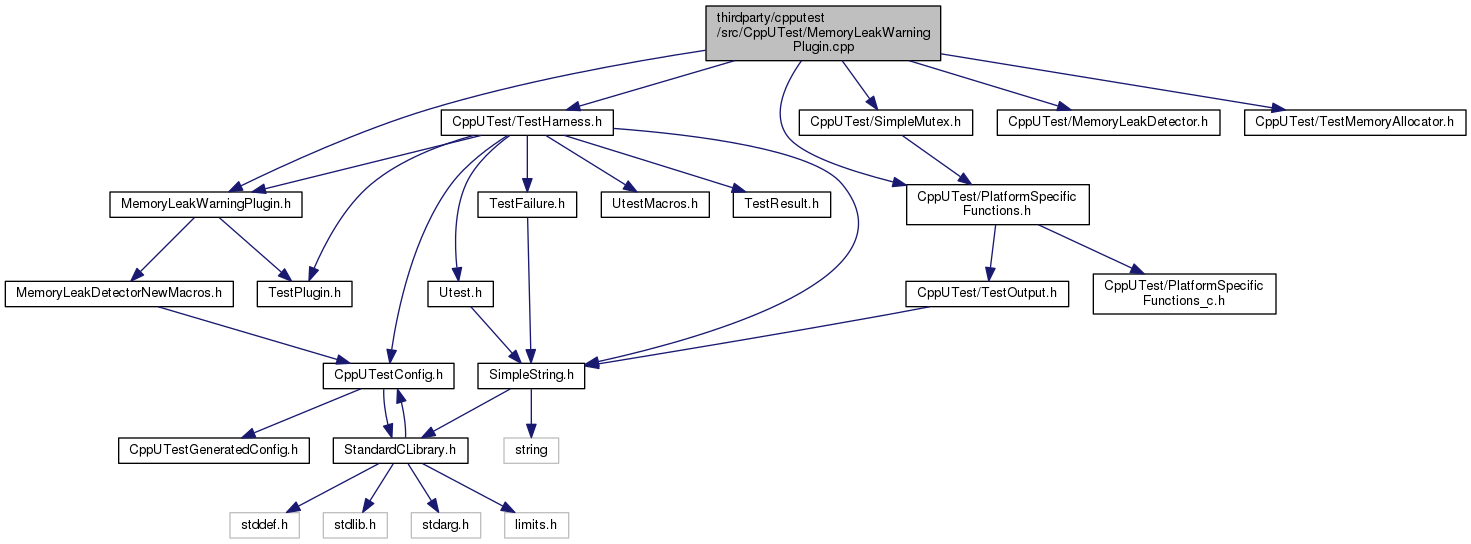 thirdparty/cpputest
/src/CppUTest/MemoryLeakWarning
Plugin.cpp
CppUTest/TestHarness.h
CppUTest/SimpleMutex.h
CppUTest/MemoryLeakDetector.h
CppUTest/TestMemoryAllocator.h
MemoryLeakWarningPlugin.h
TestFailure.h
UtestMacros.h
TestResult.h
CppUTest/PlatformSpecific
Functions.h
MemoryLeakDetectorNewMacros.h
TestPlugin.h
Utest.h
CppUTest/TestOutput.h
CppUTest/PlatformSpecific
Functions_c.h
CppUTestConfig.h
SimpleString.h
CppUTestGeneratedConfig.h
StandardCLibrary.h
string
stddef.h
stdlib.h
stdarg.h
limits.h